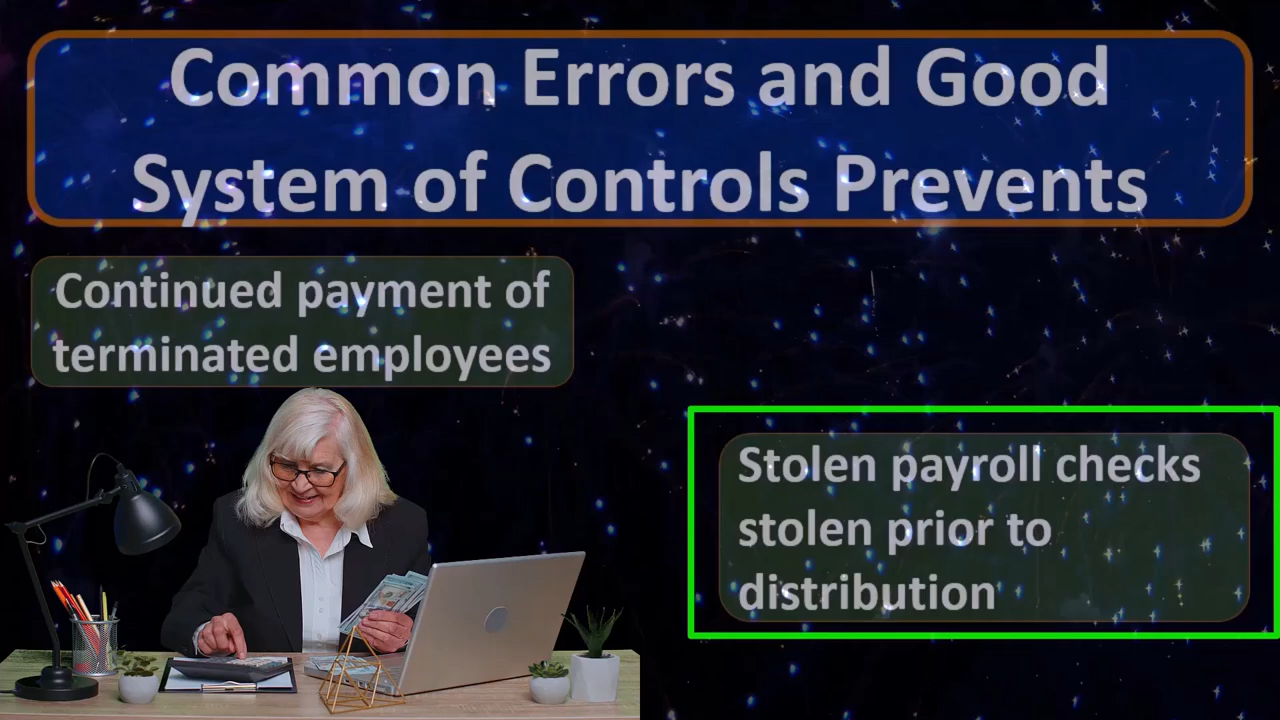 Common Errors and Good
System of Controls Prevents
Continued payment of
terminated employees
Stolen payroll checks
stolen prior to
distribution